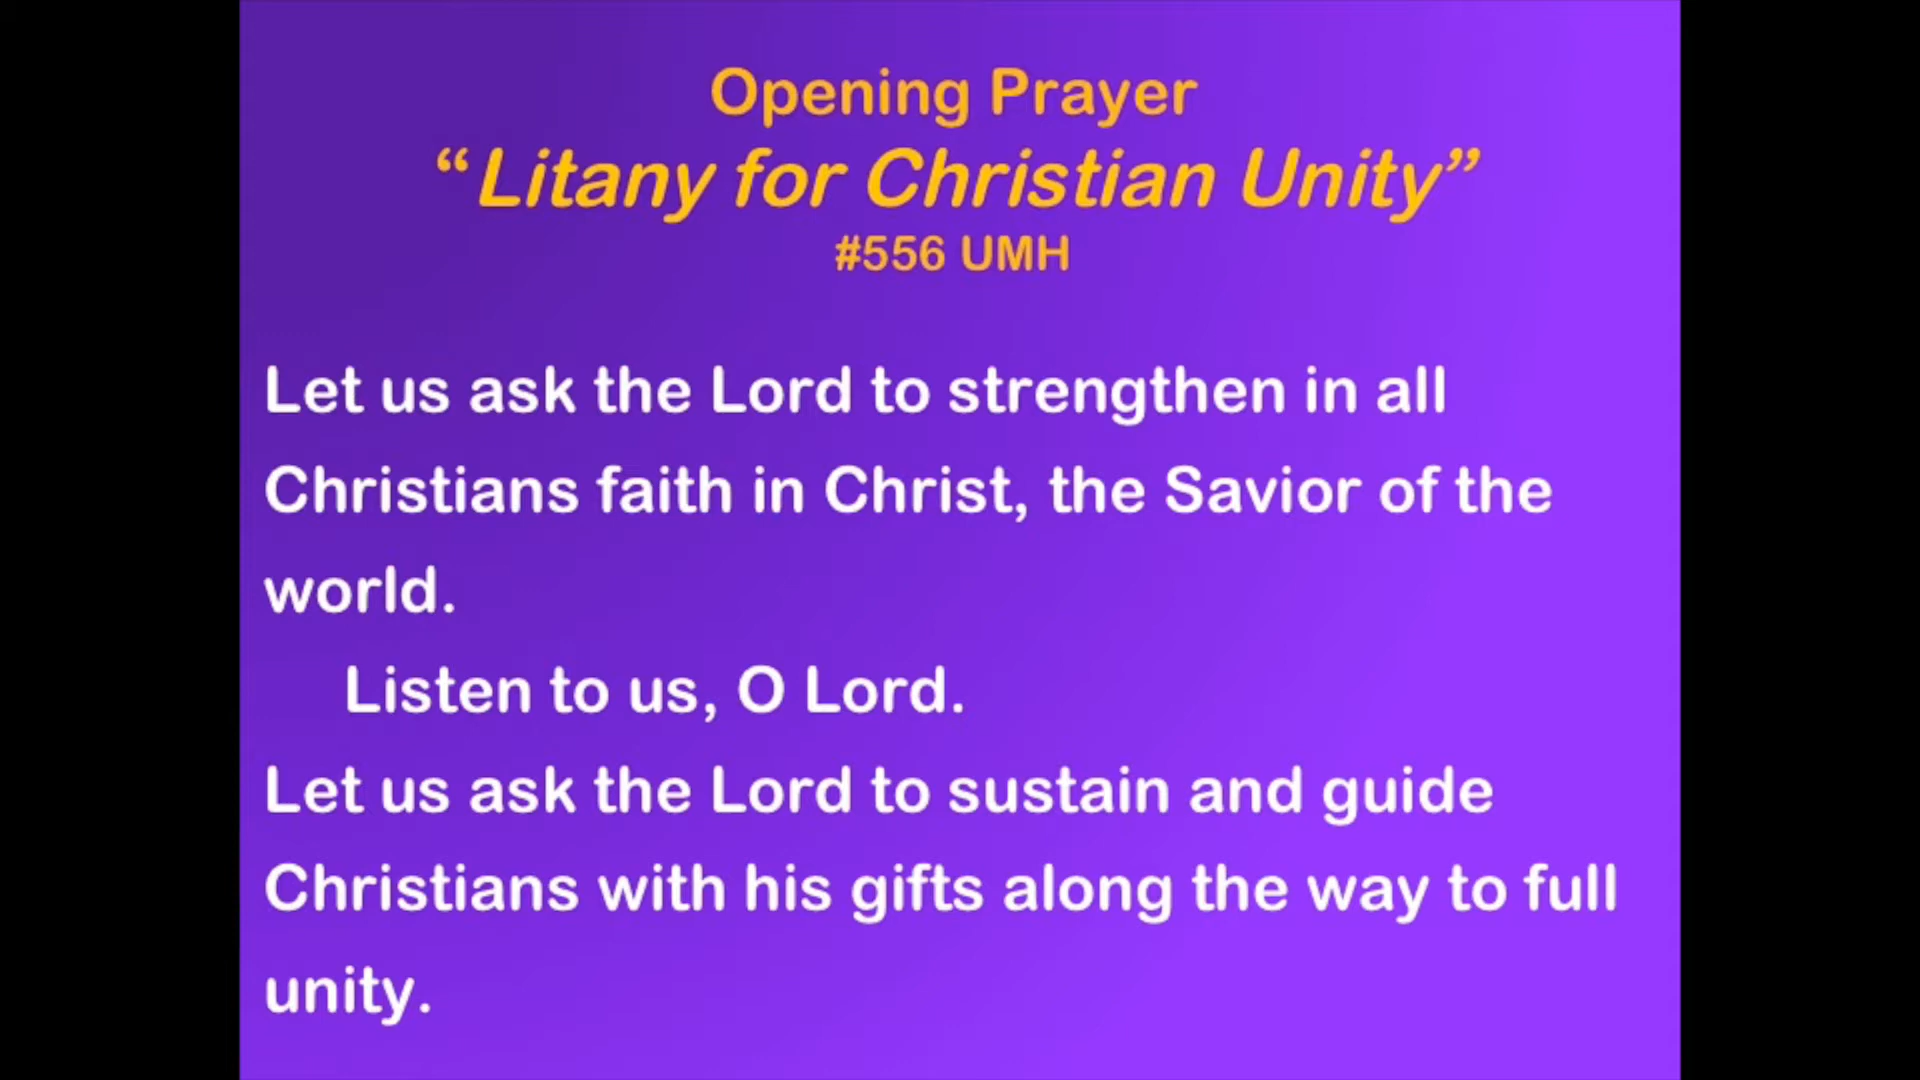 Opening Prayer
“Litany for Christian Unity”
#556 UMH
Let us ask the Lord to strengthen in all
Christians faith in Christ, the Savior of the
world.
Listen to us, O Lord.
Let us ask the Lord to sustain and guide
Christians with his gifts along the way to full
unity.